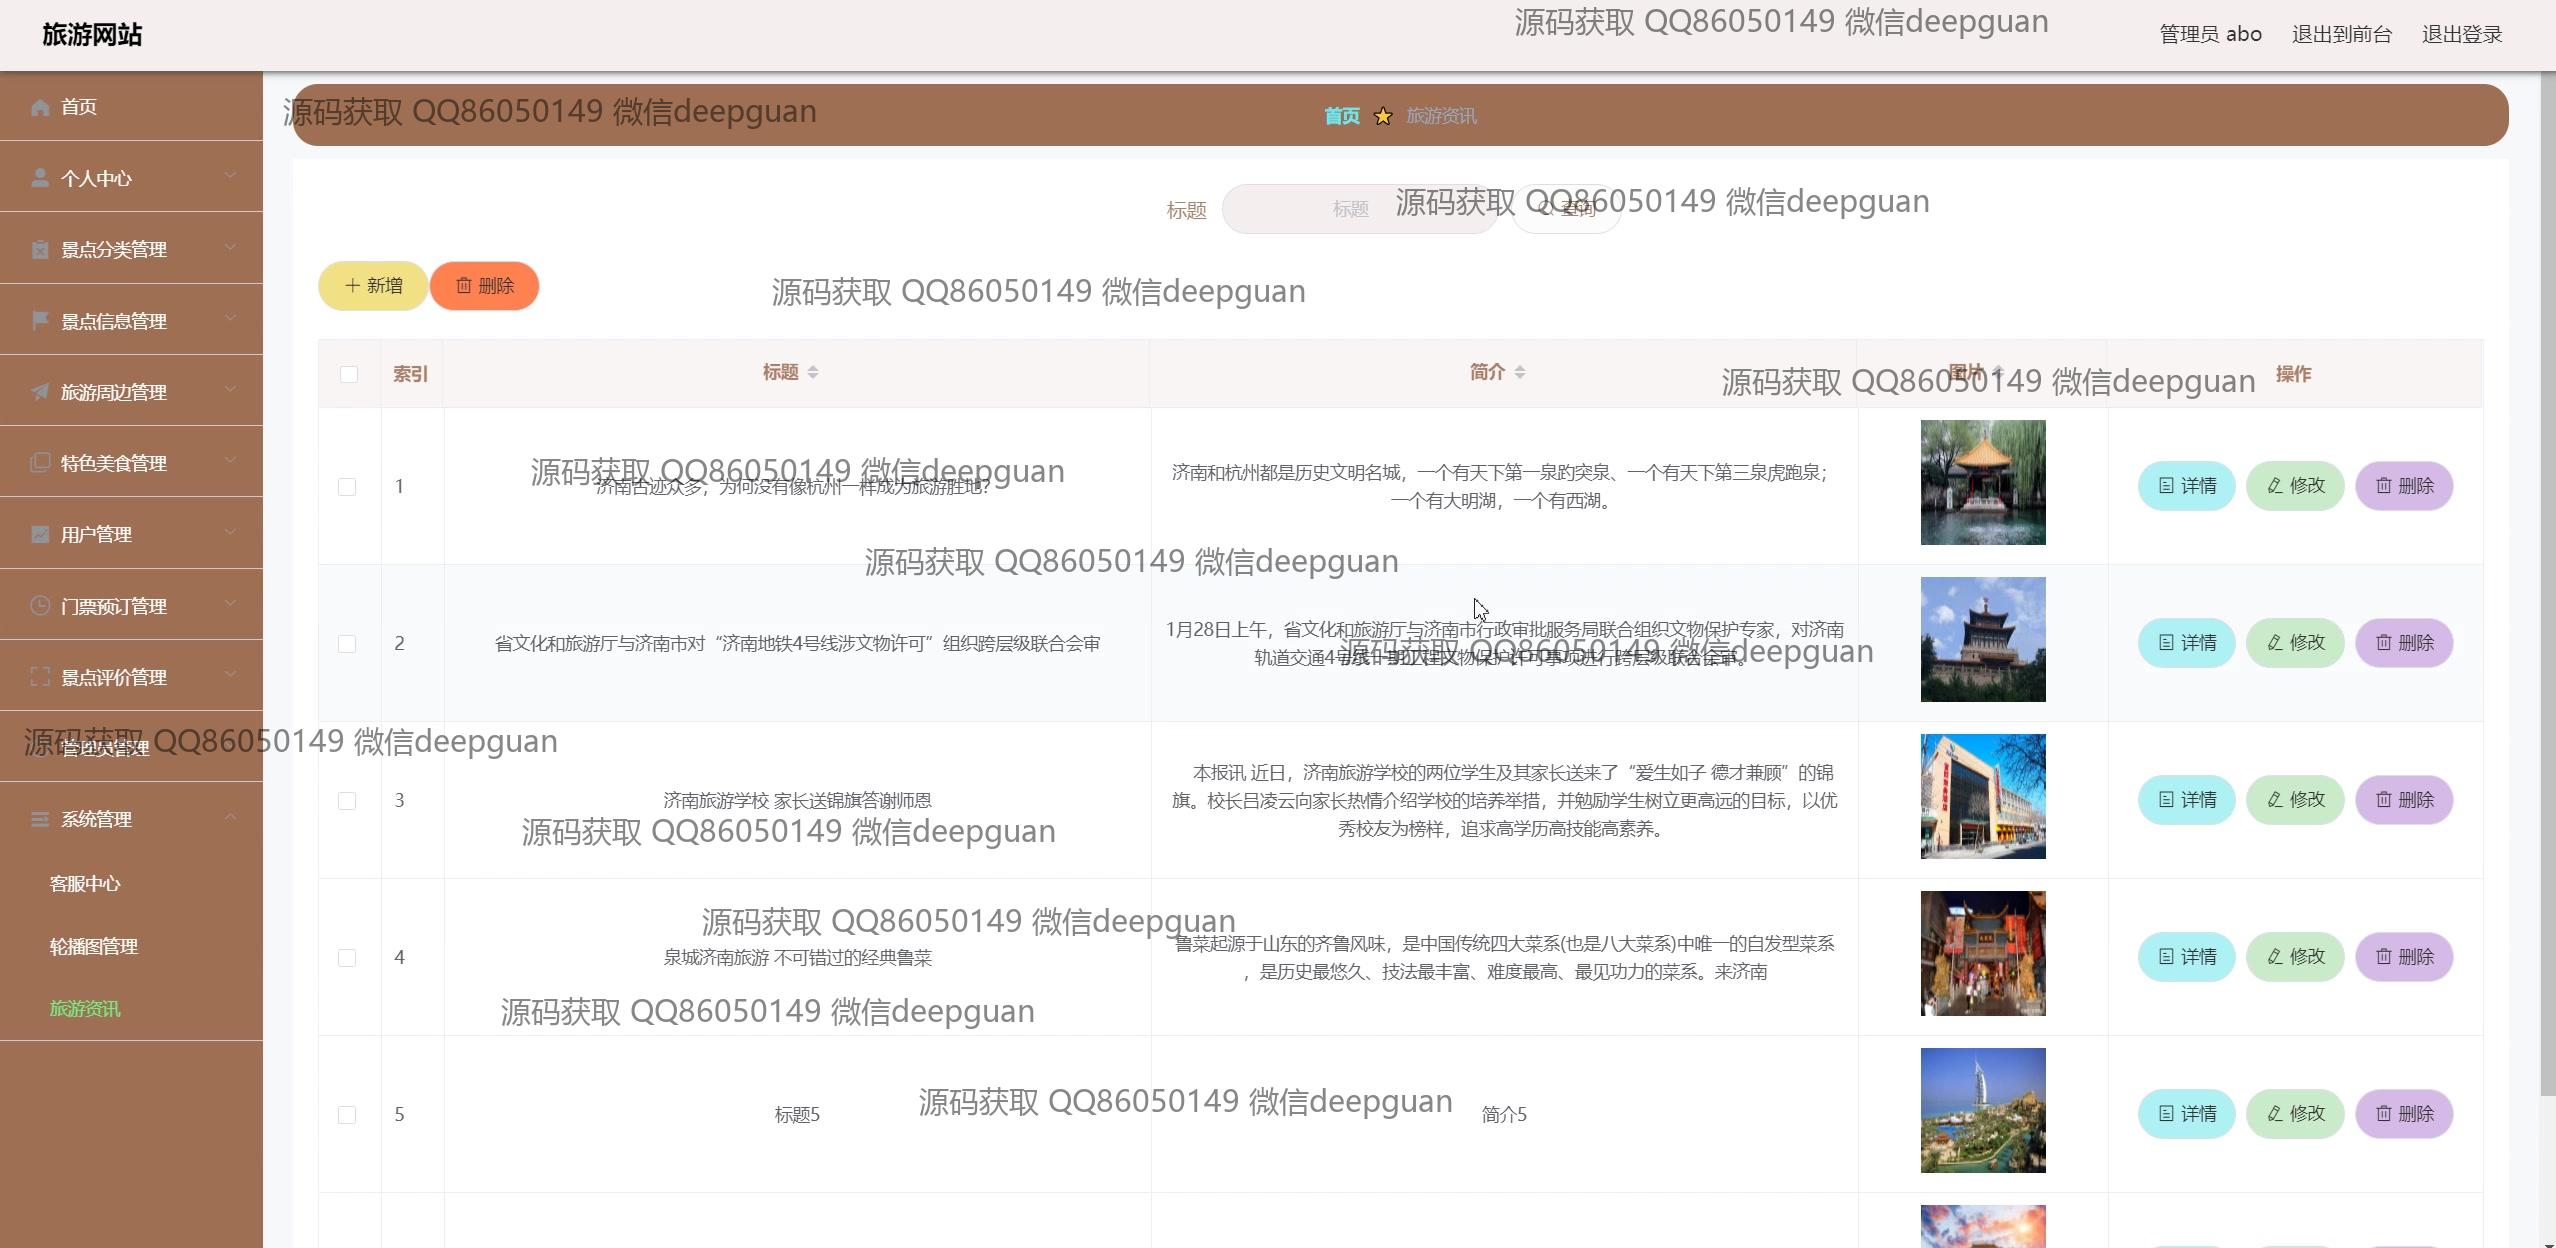 旅游网站
源码获取 QQ86050149 微信deepguan
管理员 abo 退出到前台 退出登录
首页
源码获取 QQ86050149 微信deepguan
首页 旅游资讯
个人中心
标题 标题 查询
源码获取 QQ86050149 微信deepguan
景点分类管理
新增 删除
源码获取 QQ86050149 微信deepguan
景点信息管理
索引 标题 简介 图片 操作
源码获取 QQ86050149 微信deepguan
旅游周边管理
特色美食管理
源码获取 QQ86050149 微信deepguan
1 济南古迹众多，为何没有像杭州一样成为旅游胜地?
济南和杭州都是历史文明名城，一个有天下第一泉趵突泉、一个有天下第三泉虎跑泉；
一个有大明湖，一个有西湖。
详情 修改 删除
用户管理
源码获取 QQ86050149 微信deepguan
门票预订管理
2 省文化和旅游厅与济南市对“济南地铁4号线涉文物许可”组织跨层级联合会审
1月28日上午，省文化和旅游厅与济南市行政审批服务局联合组织文物保护专家，对济南
轨道交通4号线一期工程文物保护许可事项进行跨层级联合会审。
源码获取 QQ86050149 微信deepguan
详情 修改 删除
景点评价管理
管理员管理
源码获取 QQ86050149 微信deepguan
3 济南旅游学校 家长送锦旗答谢师恩
本报讯 近日，济南旅游学校的两位学生及其家长送来了“爱生如子 德才兼顾”的锦
旗。校长吕凌云向家长热情介绍学校的培养举措，并勉励学生树立更高远的目标，以优
秀校友为榜样，追求高学历高技能高素养。
详情 修改 删除
系统管理
源码获取 QQ86050149 微信deepguan
客服中心
源码获取 QQ86050149 微信deepguan
轮播图管理
4 泉城济南旅游 不可错过的经典鲁菜
鲁菜起源于山东的齐鲁风味，是中国传统四大菜系(也是八大菜系)中唯一的自发型菜系
，是历史最悠久、技法最丰富、难度最高、最见功力的菜系。来济南
详情 修改 删除
旅游资讯
源码获取 QQ86050149 微信deepguan
源码获取 QQ86050149 微信deepguan
5 标题5 简介5 详情 修改 删除